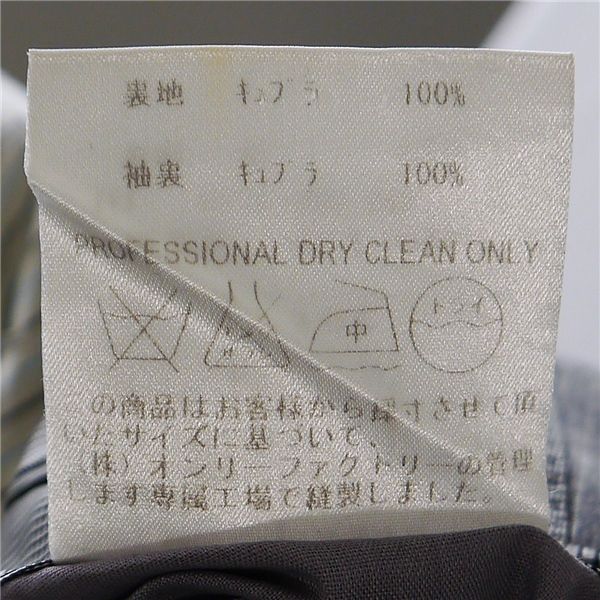 裏地 キュプラ 100%
袖裏 キュプラ 100%
PROFESSIONAL DRY CLEAN ONLY
中 ドライ
この商品はお客様から採寸させて頂
いたサイズに基づいて、
(株)オンリーファクトリーの管理
します専属工場で縫製しました。